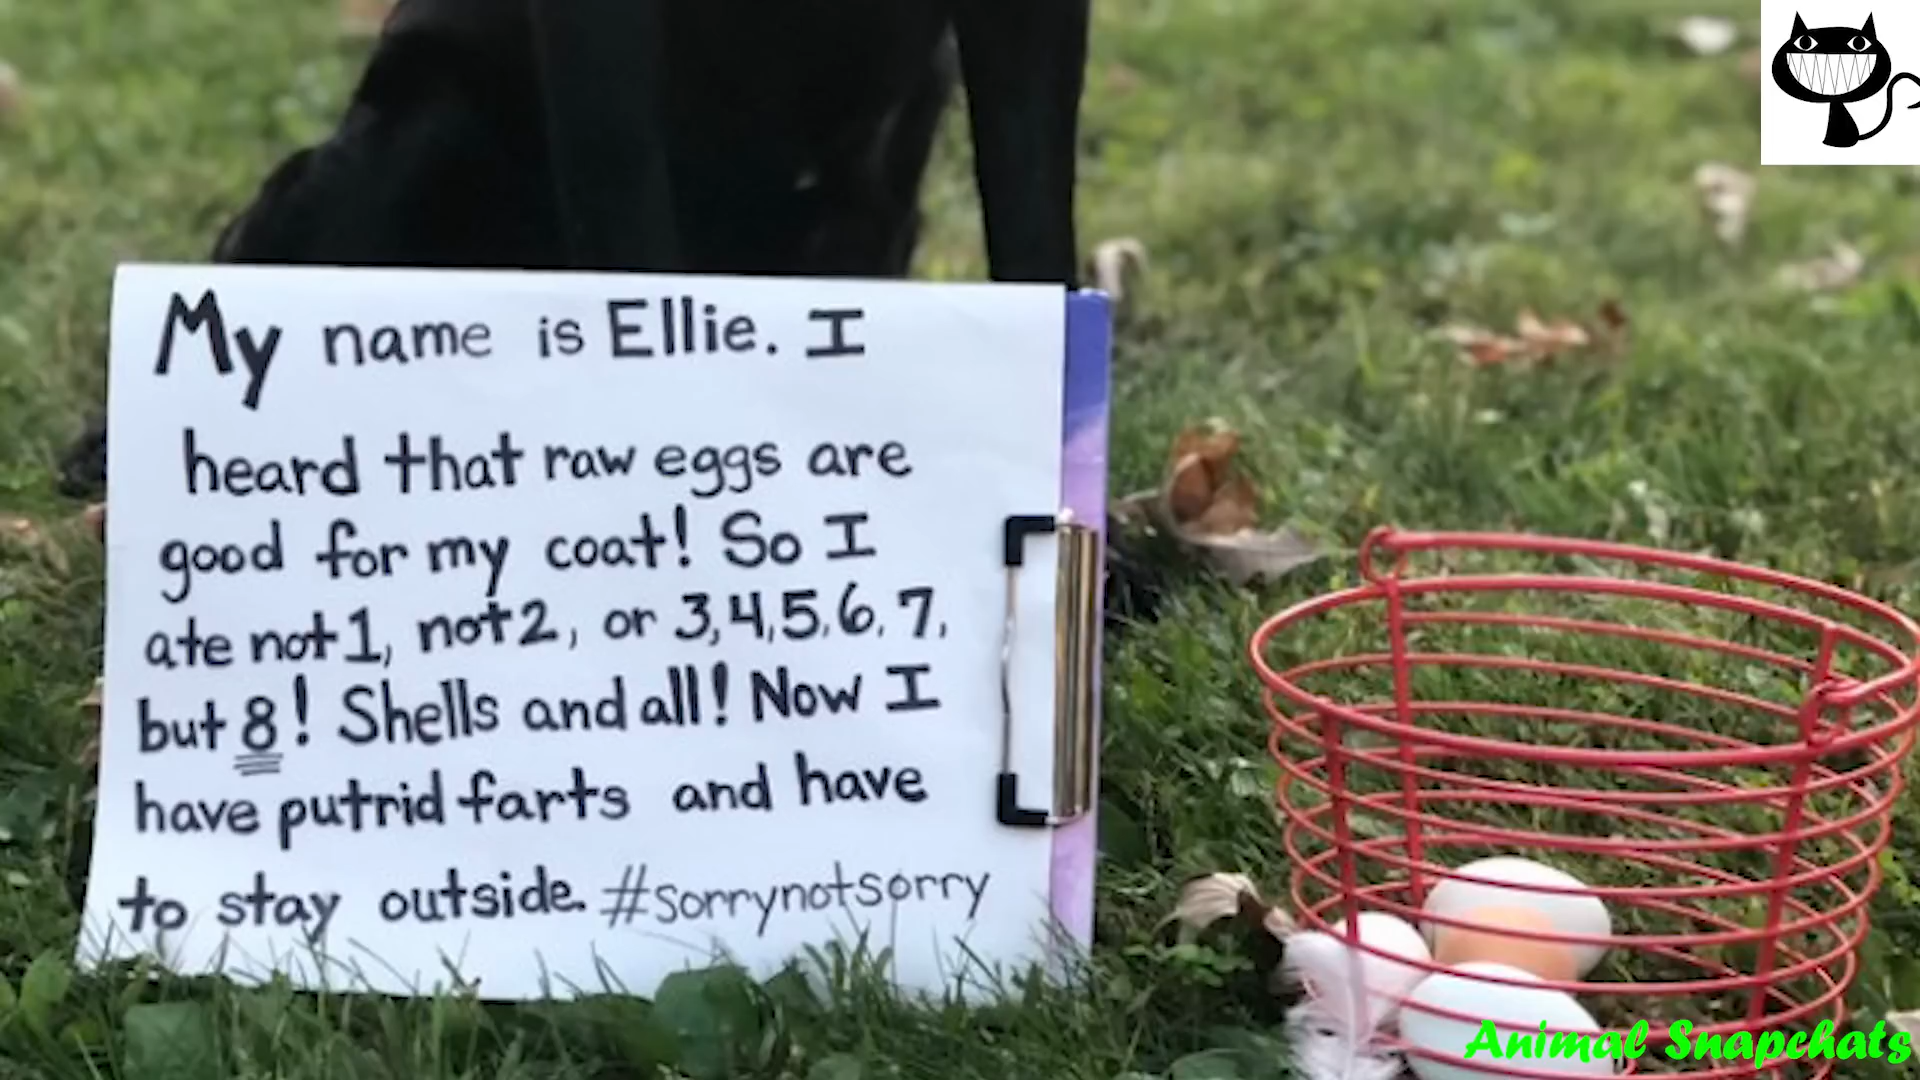 My name is Ellie. I
heard that raw eggs are
good for my coat! So I
ate not 1, not 2, or 3,4,5,6,7,
but 8! Shells and all! Now I
have putrid farts and have
to stay outside. #sorrynotsorry
Animal Snapchats